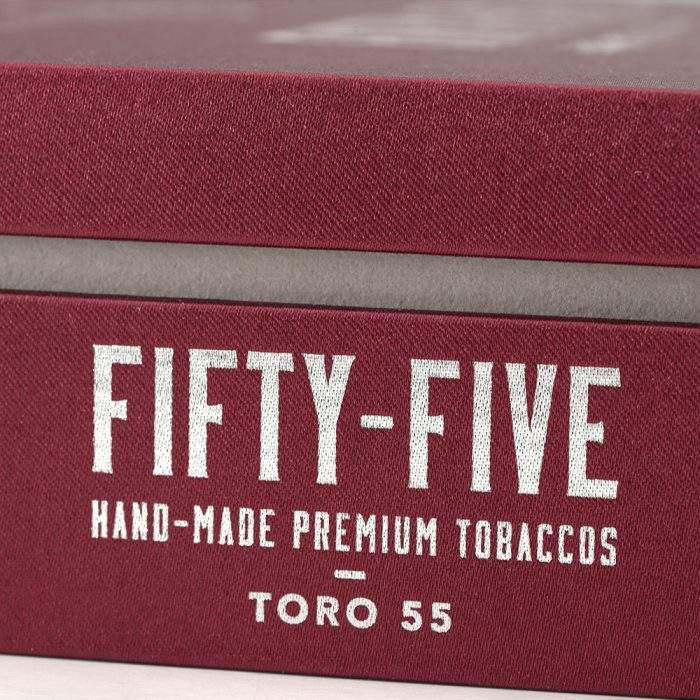 FIFTY-FIVE
HAND-MADE PREMIUM TOBACCOS
TORO 55